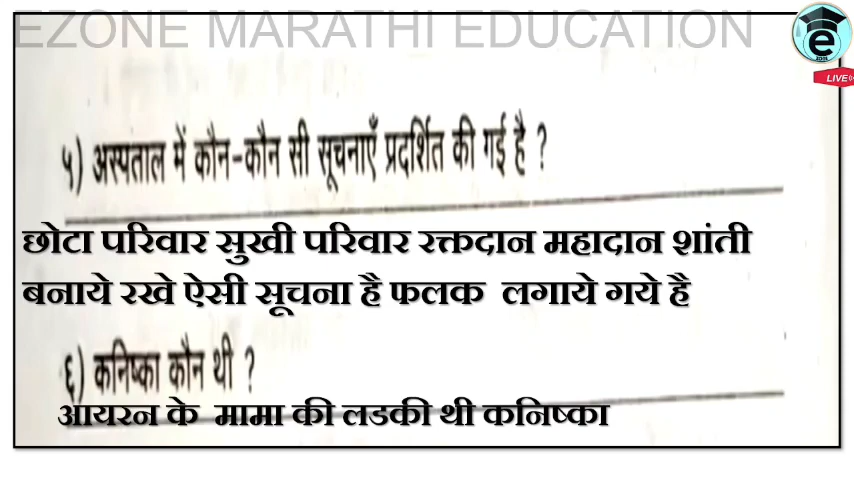 EZONE MARATHI EDUCATION
e
EZONE
LIVE
५) अस्पताल में कौन-कौन सी सूचनाएँ प्रदर्शित की गई है ?
छोटा परिवार सुखी परिवार रक्तदान महादान शांती
बनाये रखे ऐसी सूचना है फलक लगाये गये है
६) कनिष्का कौन थी ?
आयरन के मामा की लडकी थी कनिष्का